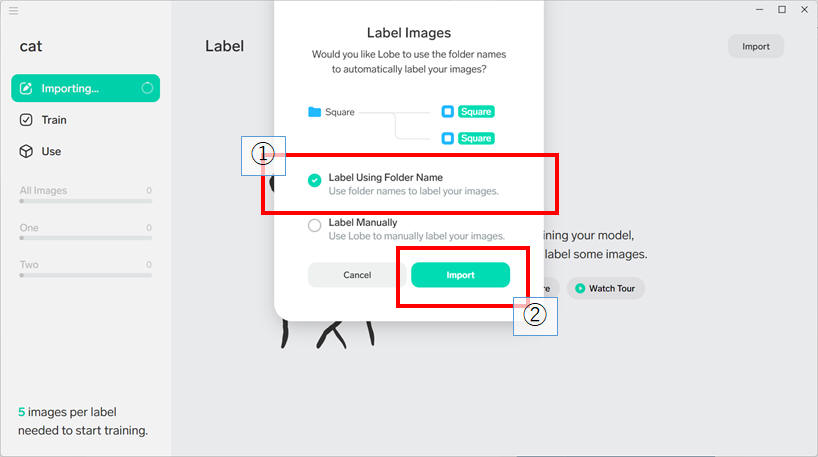 cat
Label
Import
Importing...
Train
Use
All Images 0
One 0
Two 0
5 images per label
needed to start training.
Label Images
Would you like Lobe to use the folder names
to automatically label your images?
Square
Square
Square
①
Label Using Folder Name
Use folder names to label your images.
Label Manually
Use Lobe to manually label your images.
Cancel
Import
②
your model,
label some images.
Watch Tour